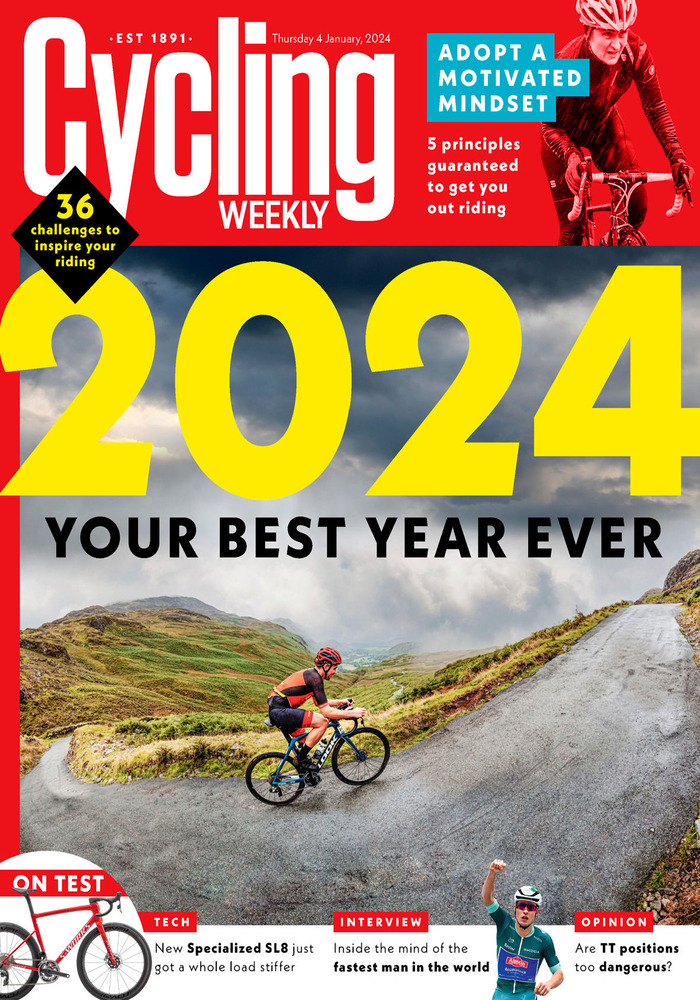 ·EST 1891·
Thursday 4 January, 2024
Cycling
WEEKLY
ADOPT A
MOTIVATED
MINDSET
5 principles
guaranteed
to get you
out riding
36
challenges to
inspire your
riding
2024
YOUR BEST YEAR EVER
LOOK
ON TEST
S-WORKS
TECH
New Specialized SL8 just
got a whole load stiffer
INTERVIEW
Inside the mind of the
fastest man in the world
OPINION
Are TT positions
too dangerous?